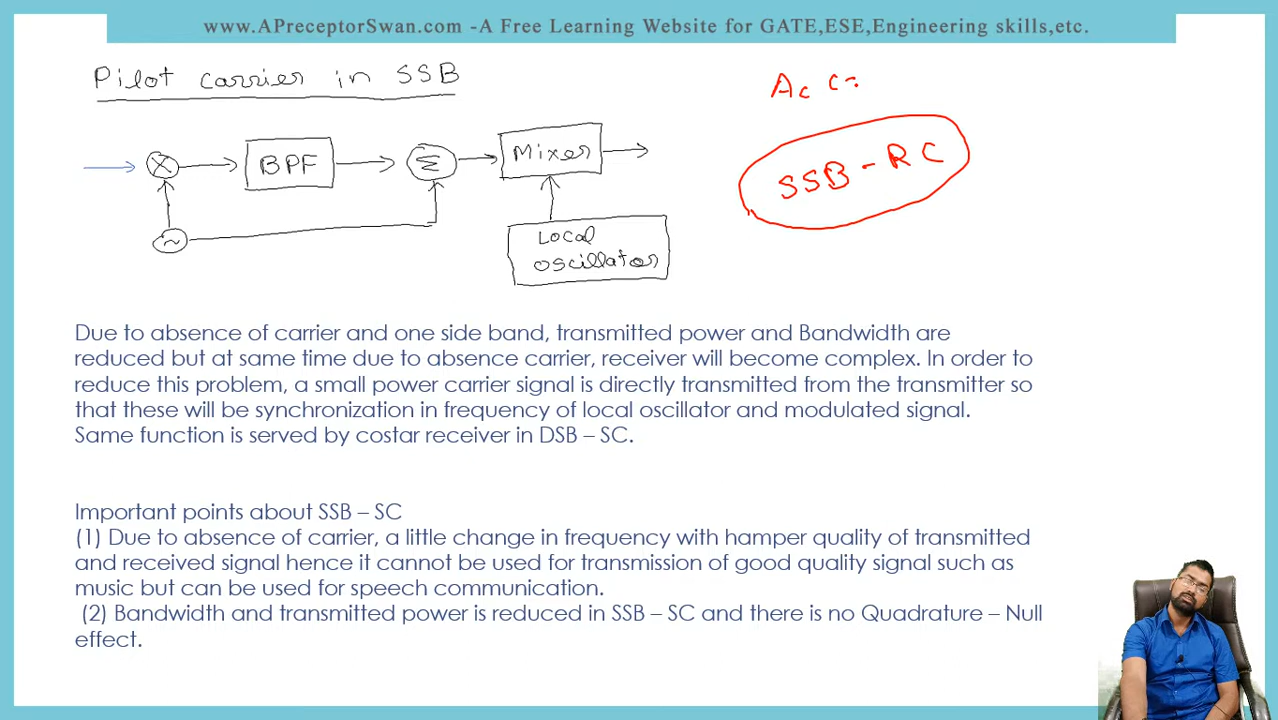 www.APreceptorSwan.com -A Free Learning Website for GATE,ESE,Engineering skills,etc.
Pilot carrier in SSB
Ac
SSB - RC
BPF
Σ
Mixer
Local
oscillator
Due to absence of carrier and one side band, transmitted power and Bandwidth are
reduced but at same time due to absence carrier, receiver will become complex. In order to
reduce this problem, a small power carrier signal is directly transmitted from the transmitter so
that these will be synchronization in frequency of local oscillator and modulated signal.
Same function is served by costar receiver in DSB – SC.
Important points about SSB – SC
(1) Due to absence of carrier, a little change in frequency with hamper quality of transmitted
and received signal hence it cannot be used for transmission of good quality signal such as
music but can be used for speech communication.
(2) Bandwidth and transmitted power is reduced in SSB – SC and there is no Quadrature – Null
effect.